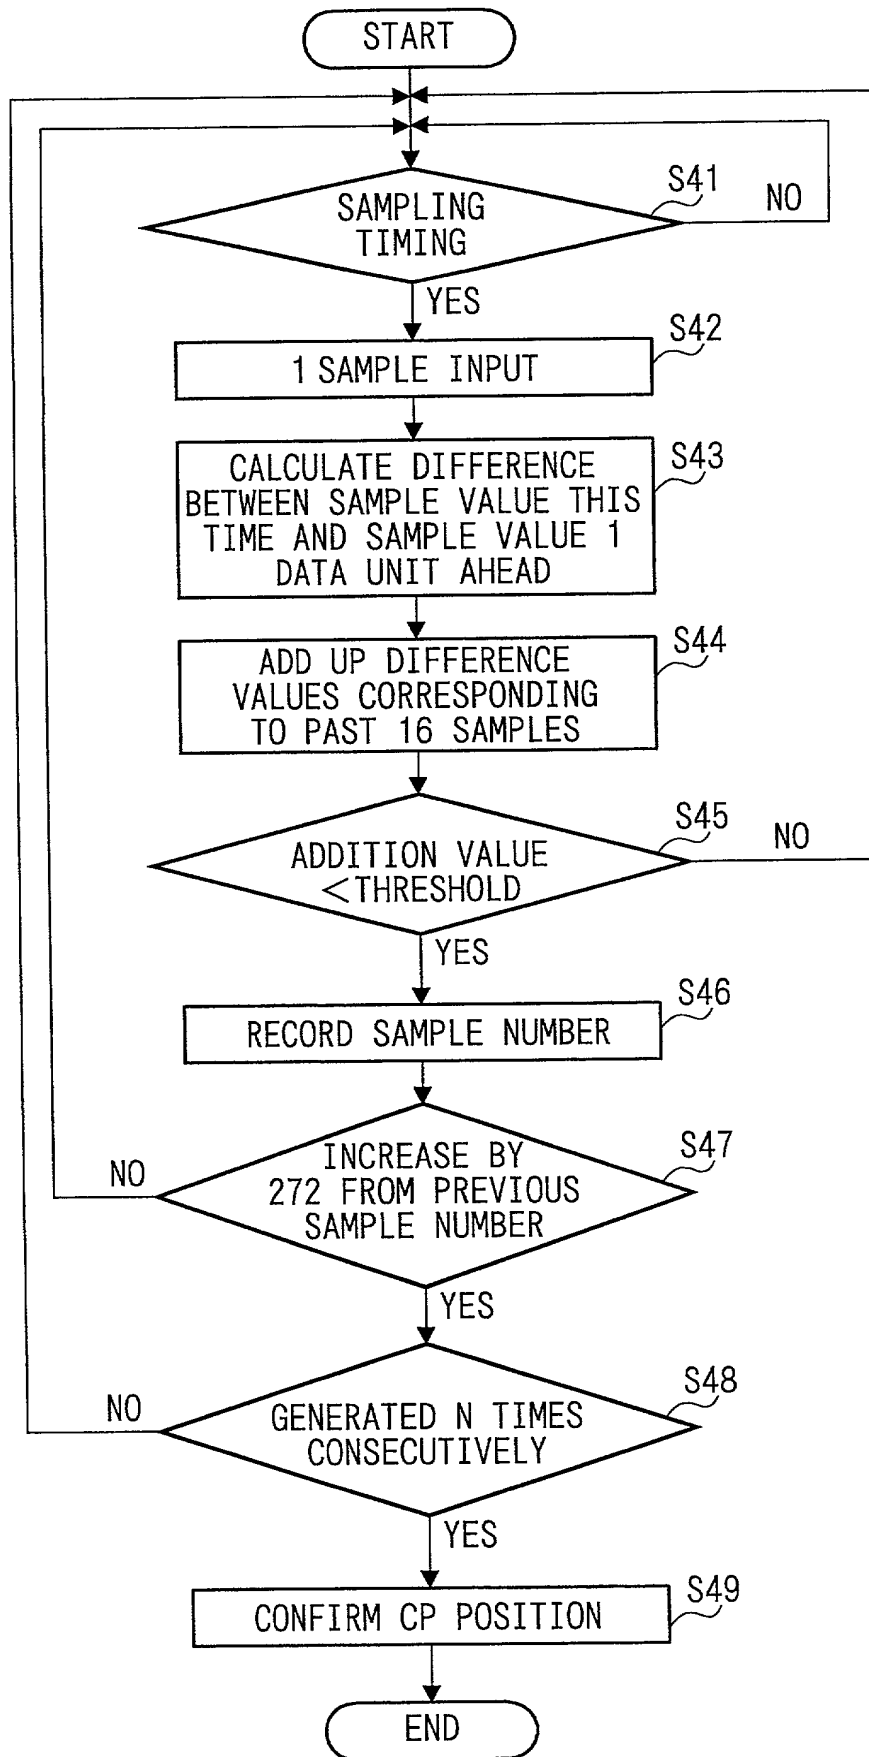 START
S41
NO
SAMPLING
TIMING
YES
S42
1 SAMPLE INPUT
S43
CALCULATE DIFFERENCE
BETWEEN SAMPLE VALUE THIS
TIME AND SAMPLE VALUE 1
DATA UNIT AHEAD
S44
ADD UP DIFFERENCE
VALUES CORRESPONDING
TO PAST 16 SAMPLES
S45
NO
ADDITION VALUE
<THRESHOLD
YES
S46
RECORD SAMPLE NUMBER
S47
NO
INCREASE BY
272 FROM PREVIOUS
SAMPLE NUMBER
YES
S48
NO
GENERATED N TIMES
CONSECUTIVELY
YES
S49
CONFIRM CP POSITION
END